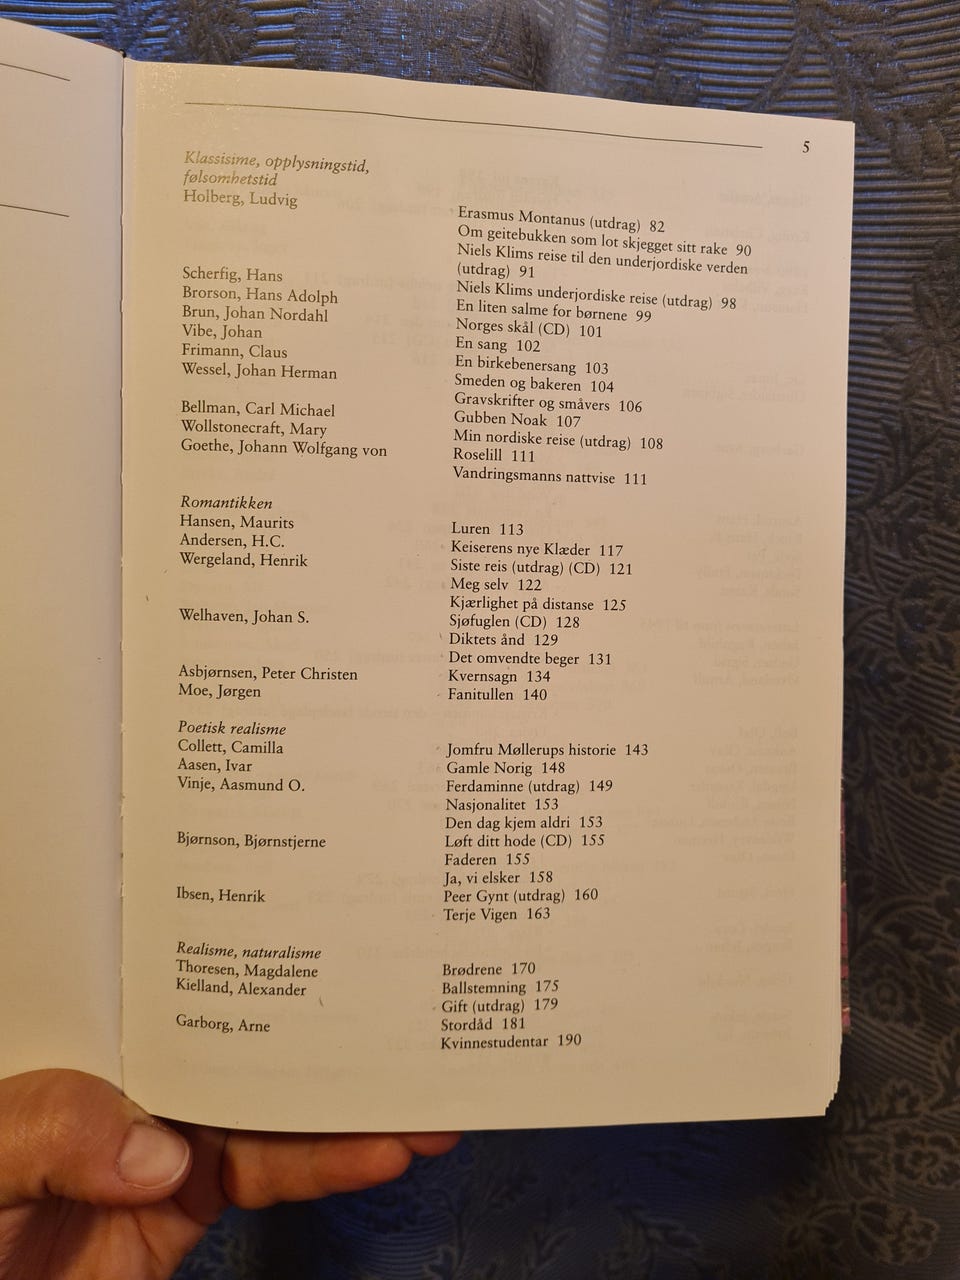 5
Klassisime, opplysningstid,
følsomhetstid
Holberg, Ludvig Erasmus Montanus (utdrag) 82
Om geitebukken som lot skjegget sitt rake 90
Niels Klims reise til den underjordiske verden
(utdrag) 91
Scherfig, Hans Niels Klims underjordiske reise (utdrag) 98
Brorson, Hans Adolph En liten salme for børnene 99
Brun, Johan Nordahl Norges skål (CD) 101
Vibe, Johan En sang 102
Frimann, Claus En birkebenersang 103
Wessel, Johan Herman Smeden og bakeren 104
Gravskrifter og småvers 106
Bellman, Carl Michael Gubben Noak 107
Wollstonecraft, Mary Min nordiske reise (utdrag) 108
Goethe, Johann Wolfgang von Roselill 111
Vandringsmanns nattvise 111
Romantikken
Hansen, Maurits Luren 113
Andersen, H.C. Keiserens nye Klæder 117
Wergeland, Henrik Siste reis (utdrag) (CD) 121
Meg selv 122
Kjærlighet på distanse 125
Welhaven, Johan S. Sjøfuglen (CD) 128
Diktets ånd 129
Det omvendte beger 131
Asbjørnsen, Peter Christen Kvernsagn 134
Moe, Jørgen Fanitullen 140
Poetisk realisme
Collett, Camilla Jomfru Møllerups historie 143
Aasen, Ivar Gamle Norig 148
Vinje, Aasmund O. Ferdaminne (utdrag) 149
Nasjonalitet 153
Den dag kjem aldri 153
Bjørnson, Bjørnstjerne Løft ditt hode (CD) 155
Faderen 155
Ja, vi elsker 158
Ibsen, Henrik Peer Gynt (utdrag) 160
Terje Vigen 163
Realisme, naturalisme
Thoresen, Magdalene Brødrene 170
Kielland, Alexander Ballstemning 175
Gift (utdrag) 179
Garborg, Arne Stordåd 181
Kvinnestudentar 190